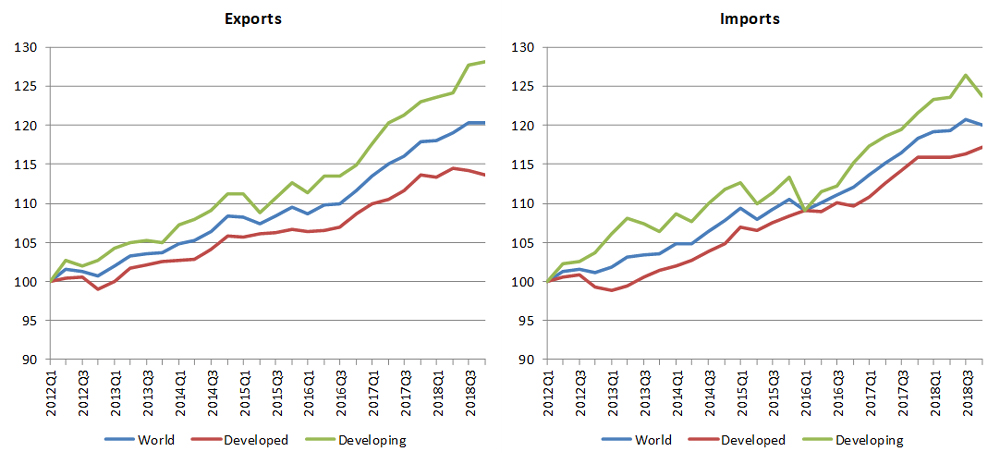 Exports
130
125
120
115
110
105
100
95
90
2012Q1
2012Q3
2013Q1
2013Q3
2014Q1
2014Q3
2015Q1
2015Q3
2016Q1
2016Q3
2017Q1
2017Q3
2018Q1
2018Q3
World Developed Developing
Imports
130
125
120
115
110
105
100
95
90
2012Q1
2012Q3
2013Q1
2013Q3
2014Q1
2014Q3
2015Q1
2015Q3
2016Q1
2016Q3
2017Q1
2017Q3
2018Q1
2018Q3
World Developed Developing